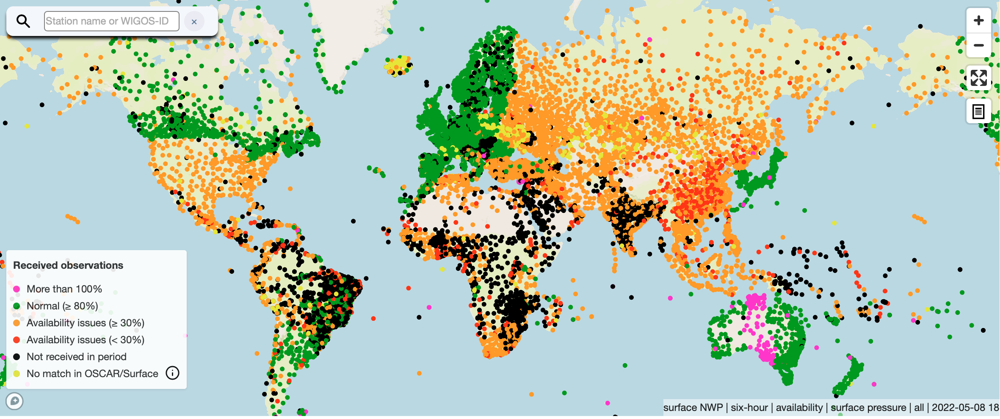 Station name or WIGOS-ID
×
+
−
Received observations
More than 100%
Normal (≥ 80%)
Availability issues (≥ 30%)
Availability issues (< 30%)
Not received in period
No match in OSCAR/Surface
surface NWP | six-hour | availability | surface pressure | all | 2022-05-08 18